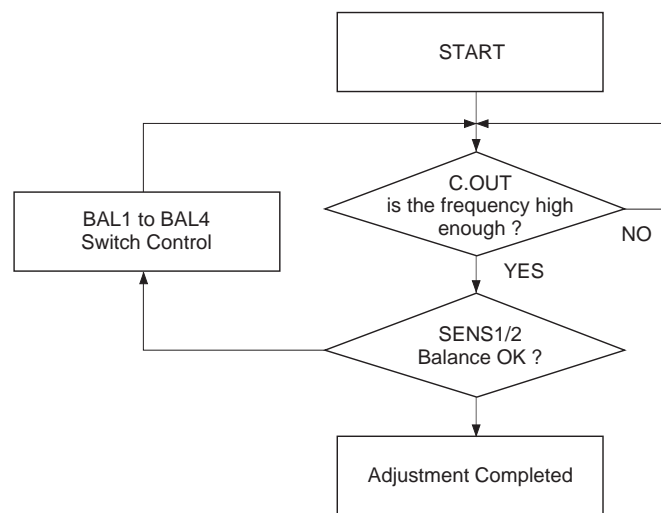 START
C.OUT
is the frequency high
enough ?
NO
YES
BAL1 to BAL4
Switch Control
SENS1/2
Balance OK ?
Adjustment Completed